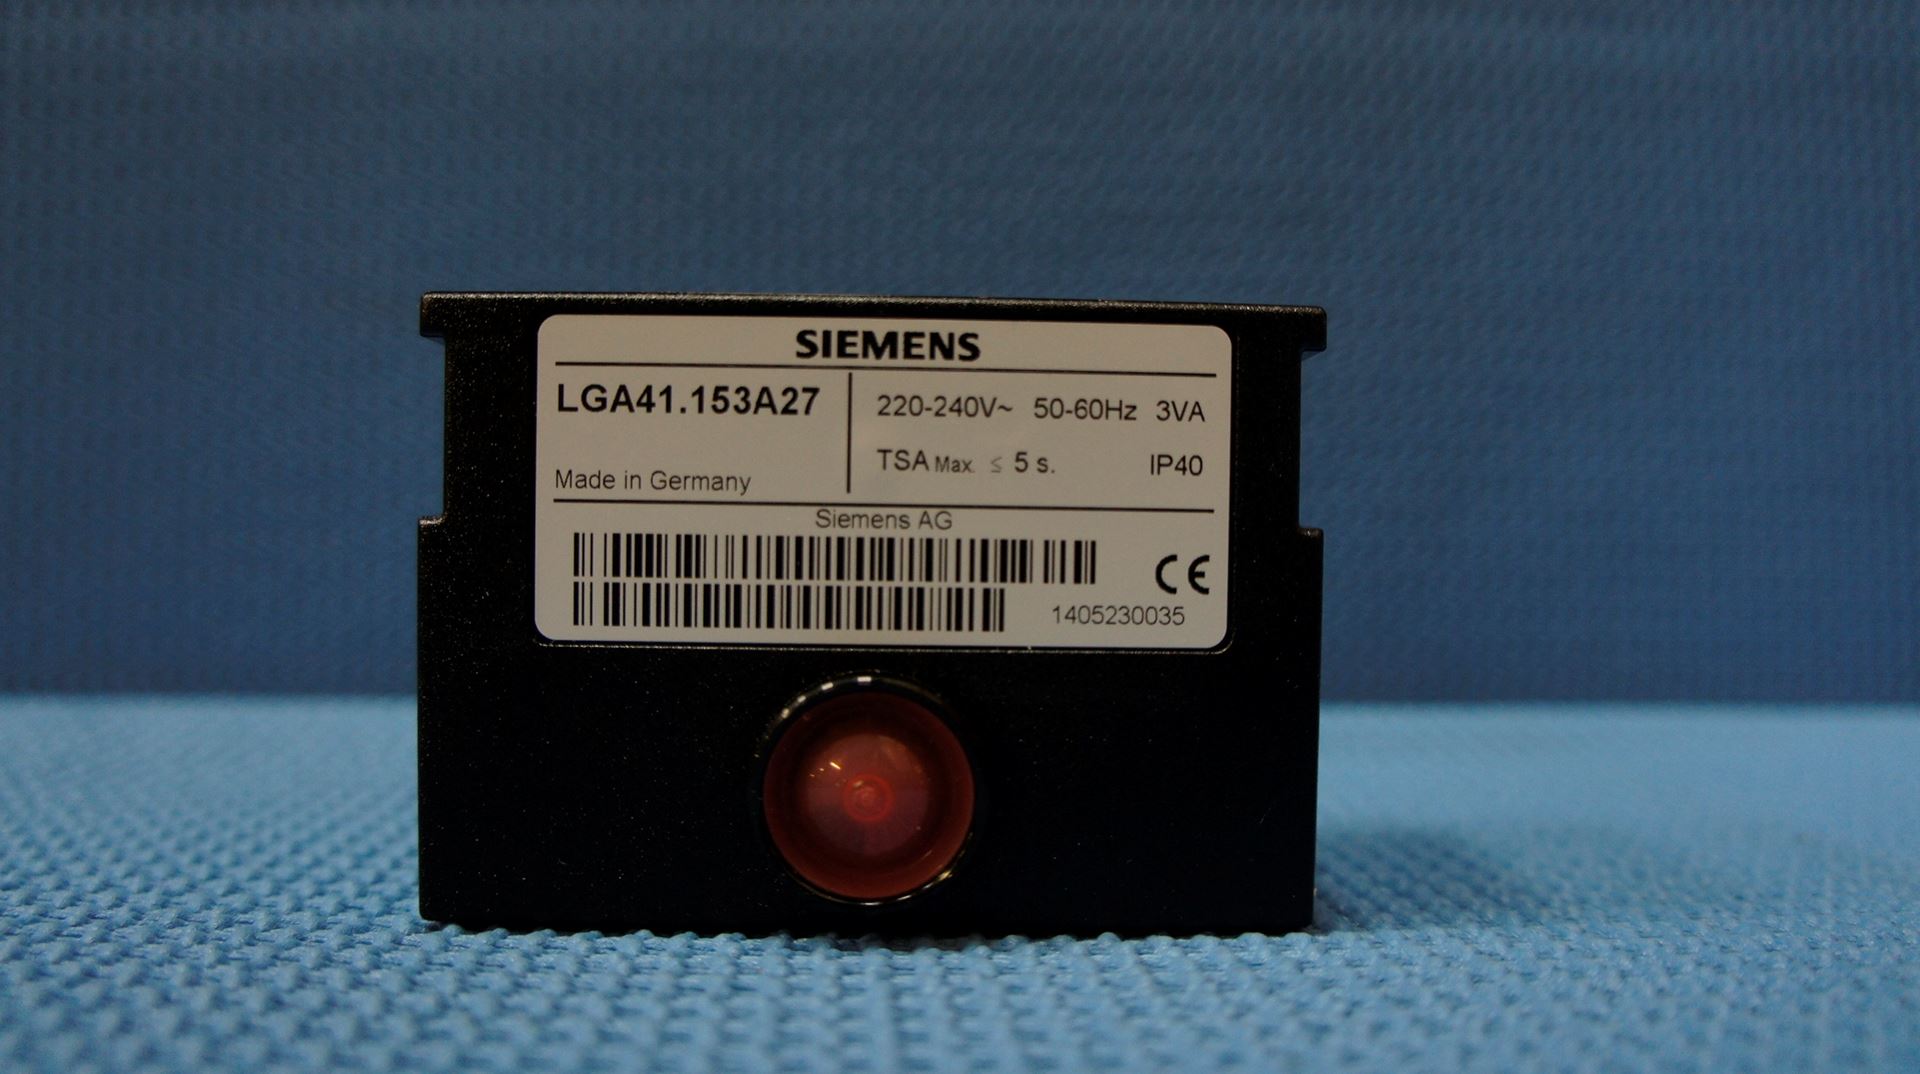 SIEMENS
LGA41.153A27
220-240V~ 50-60Hz 3VA
TSA Max. ≤ 5 s. IP40
Made in Germany
Siemens AG
CE
1405230035